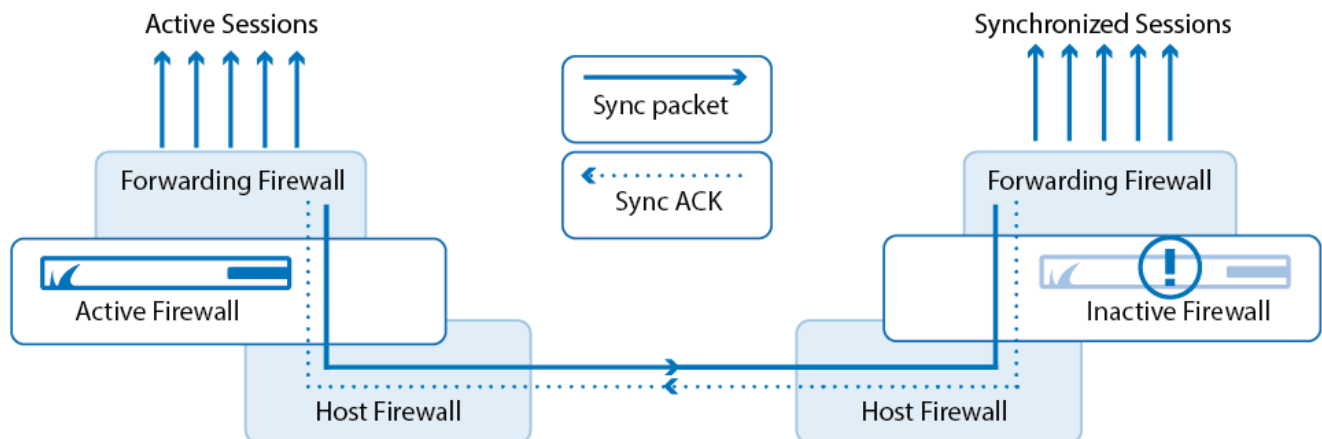 Active Sessions
Synchronized Sessions
Sync packet
Forwarding Firewall
Forwarding Firewall
Sync ACK
Active Firewall
Inactive Firewall
Host Firewall
Host Firewall